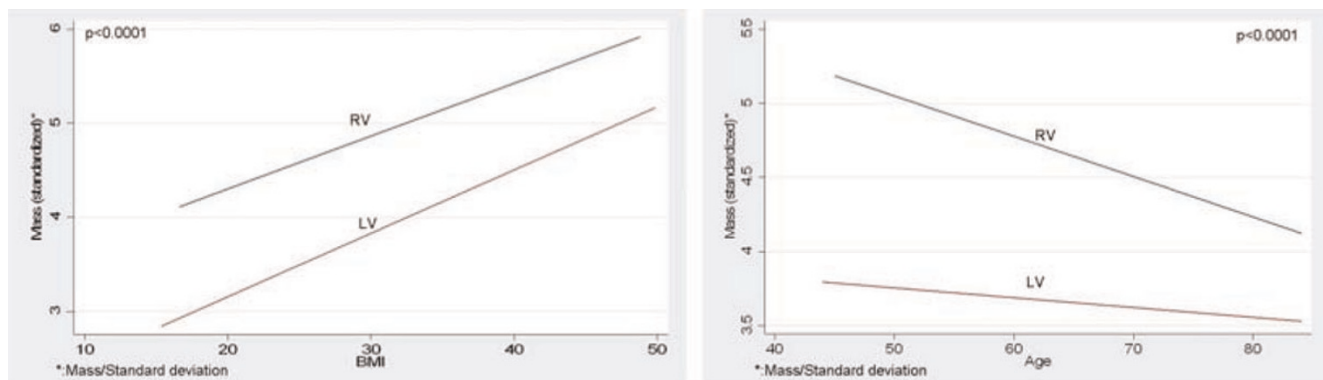 p<0.0001
6
5
4
3
Mass (standardized)*
RV
LV
10 20 30 40 50
BMI
*:Mass/Standard deviation
p<0.0001
5.5
5
4.5
4
3.5
Mass (standardized)*
RV
LV
40 50 60 70 80
Age
*:Mass/Standard deviation